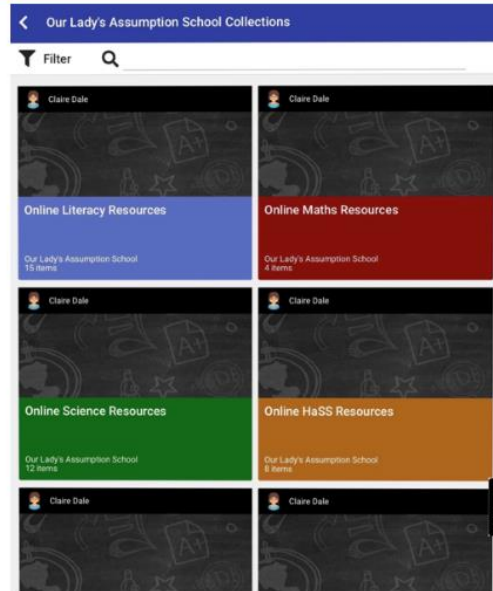 Our Lady's Assumption School Collections
Filter
Claire Dale
A+
Online Literacy Resources
Our Lady's Assumption School
15 items
Claire Dale
A+
Online Maths Resources
Our Lady's Assumption School
4 items
Claire Dale
A+
Online Science Resources
Our Lady's Assumption School
12 items
Claire Dale
A+
Online HaSS Resources
Our Lady's Assumption School
8 items
Claire Dale
A+
Claire Dale
A+